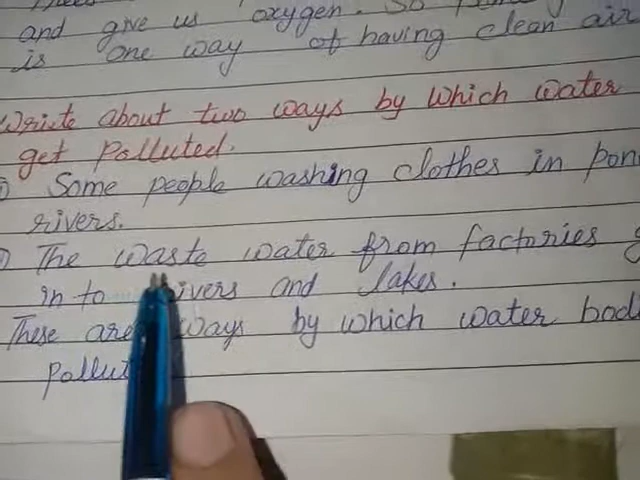 and give us oxygen. So
is one way of having clean air
Write about two ways by which water
get Polluted.
Some people washing clothes in pon
rivers.
The waste water from factories
in to rivers and lakes.
These are ways by which water bod
pollut